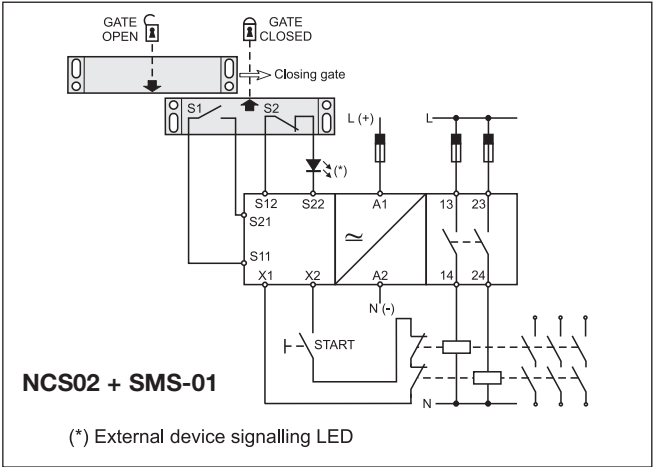 GATE OPEN
GATE CLOSED
Closing gate
S1
S2
L (+)
L
(*)
S12
S22
A1
13
23
S21
≃
S11
X1
X2
A2
14
24
N (-)
START
NCS02 + SMS-01
N
(*) External device signalling LED